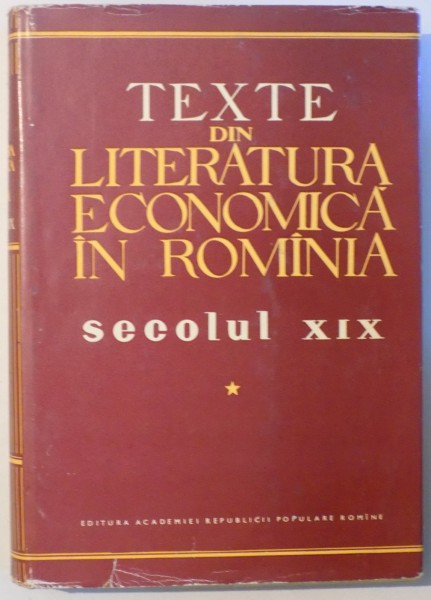 TEXTE
DIN
LITERATURA
ECONOMICĂ
ÎN ROMÎNIA
secolul XIX
EDITURA ACADEMIEI REPUBLICII POPULARE ROMÎNE